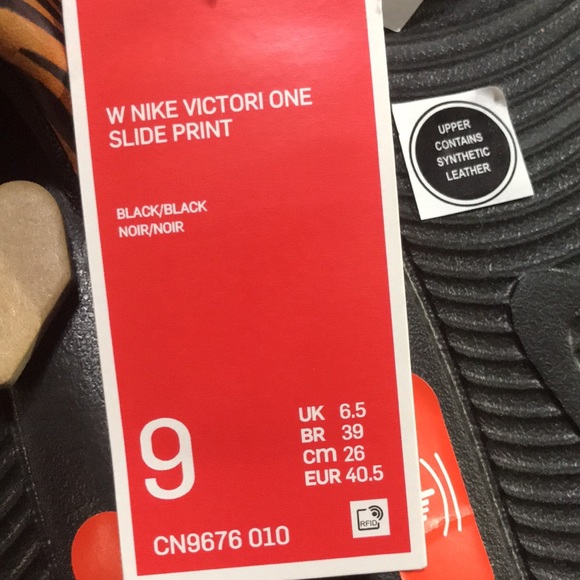 W NIKE VICTORI ONE
SLIDE PRINT
BLACK/BLACK
NOIR/NOIR
9
UK 6.5
BR 39
cm 26
EUR 40.5
RFID
CN9676 010
UPPER
CONTAINS
SYNTHETIC
LEATHER